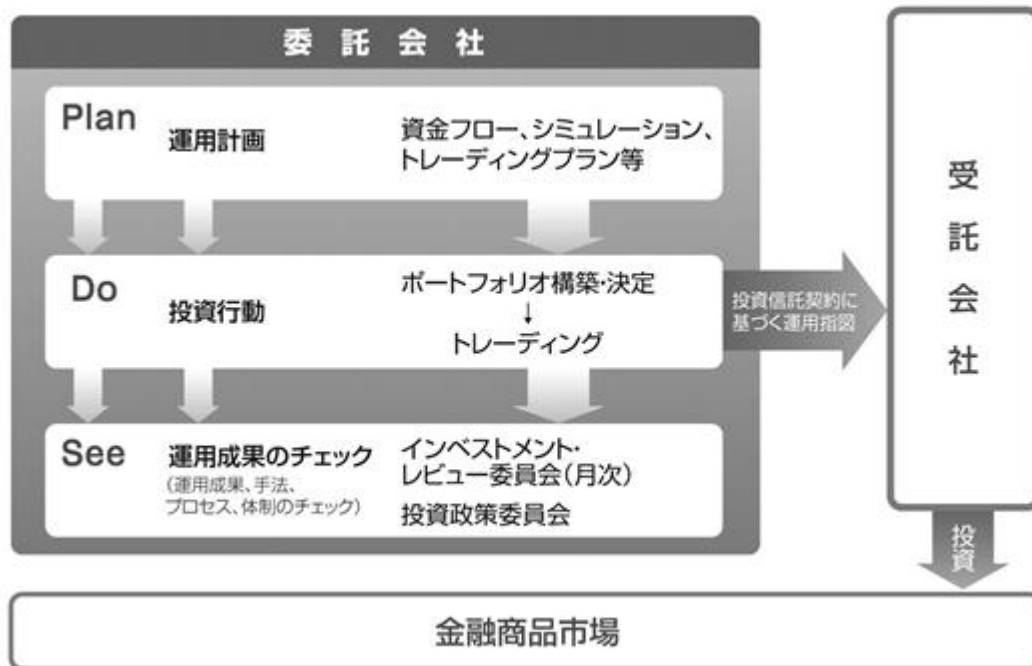 委託会社
Plan
運用計画
資金フロー、シミュレーション、
トレーディングプラン等
Do
投資行動
ポートフォリオ構築・決定
↓
トレーディング
投資信託契約に
基づく運用指図
See
運用成果のチェック
(運用成果、手法、
プロセス、体制のチェック)
インベストメント・
レビュー委員会(月次)
投資政策委員会
受託会社
投資
金融商品市場